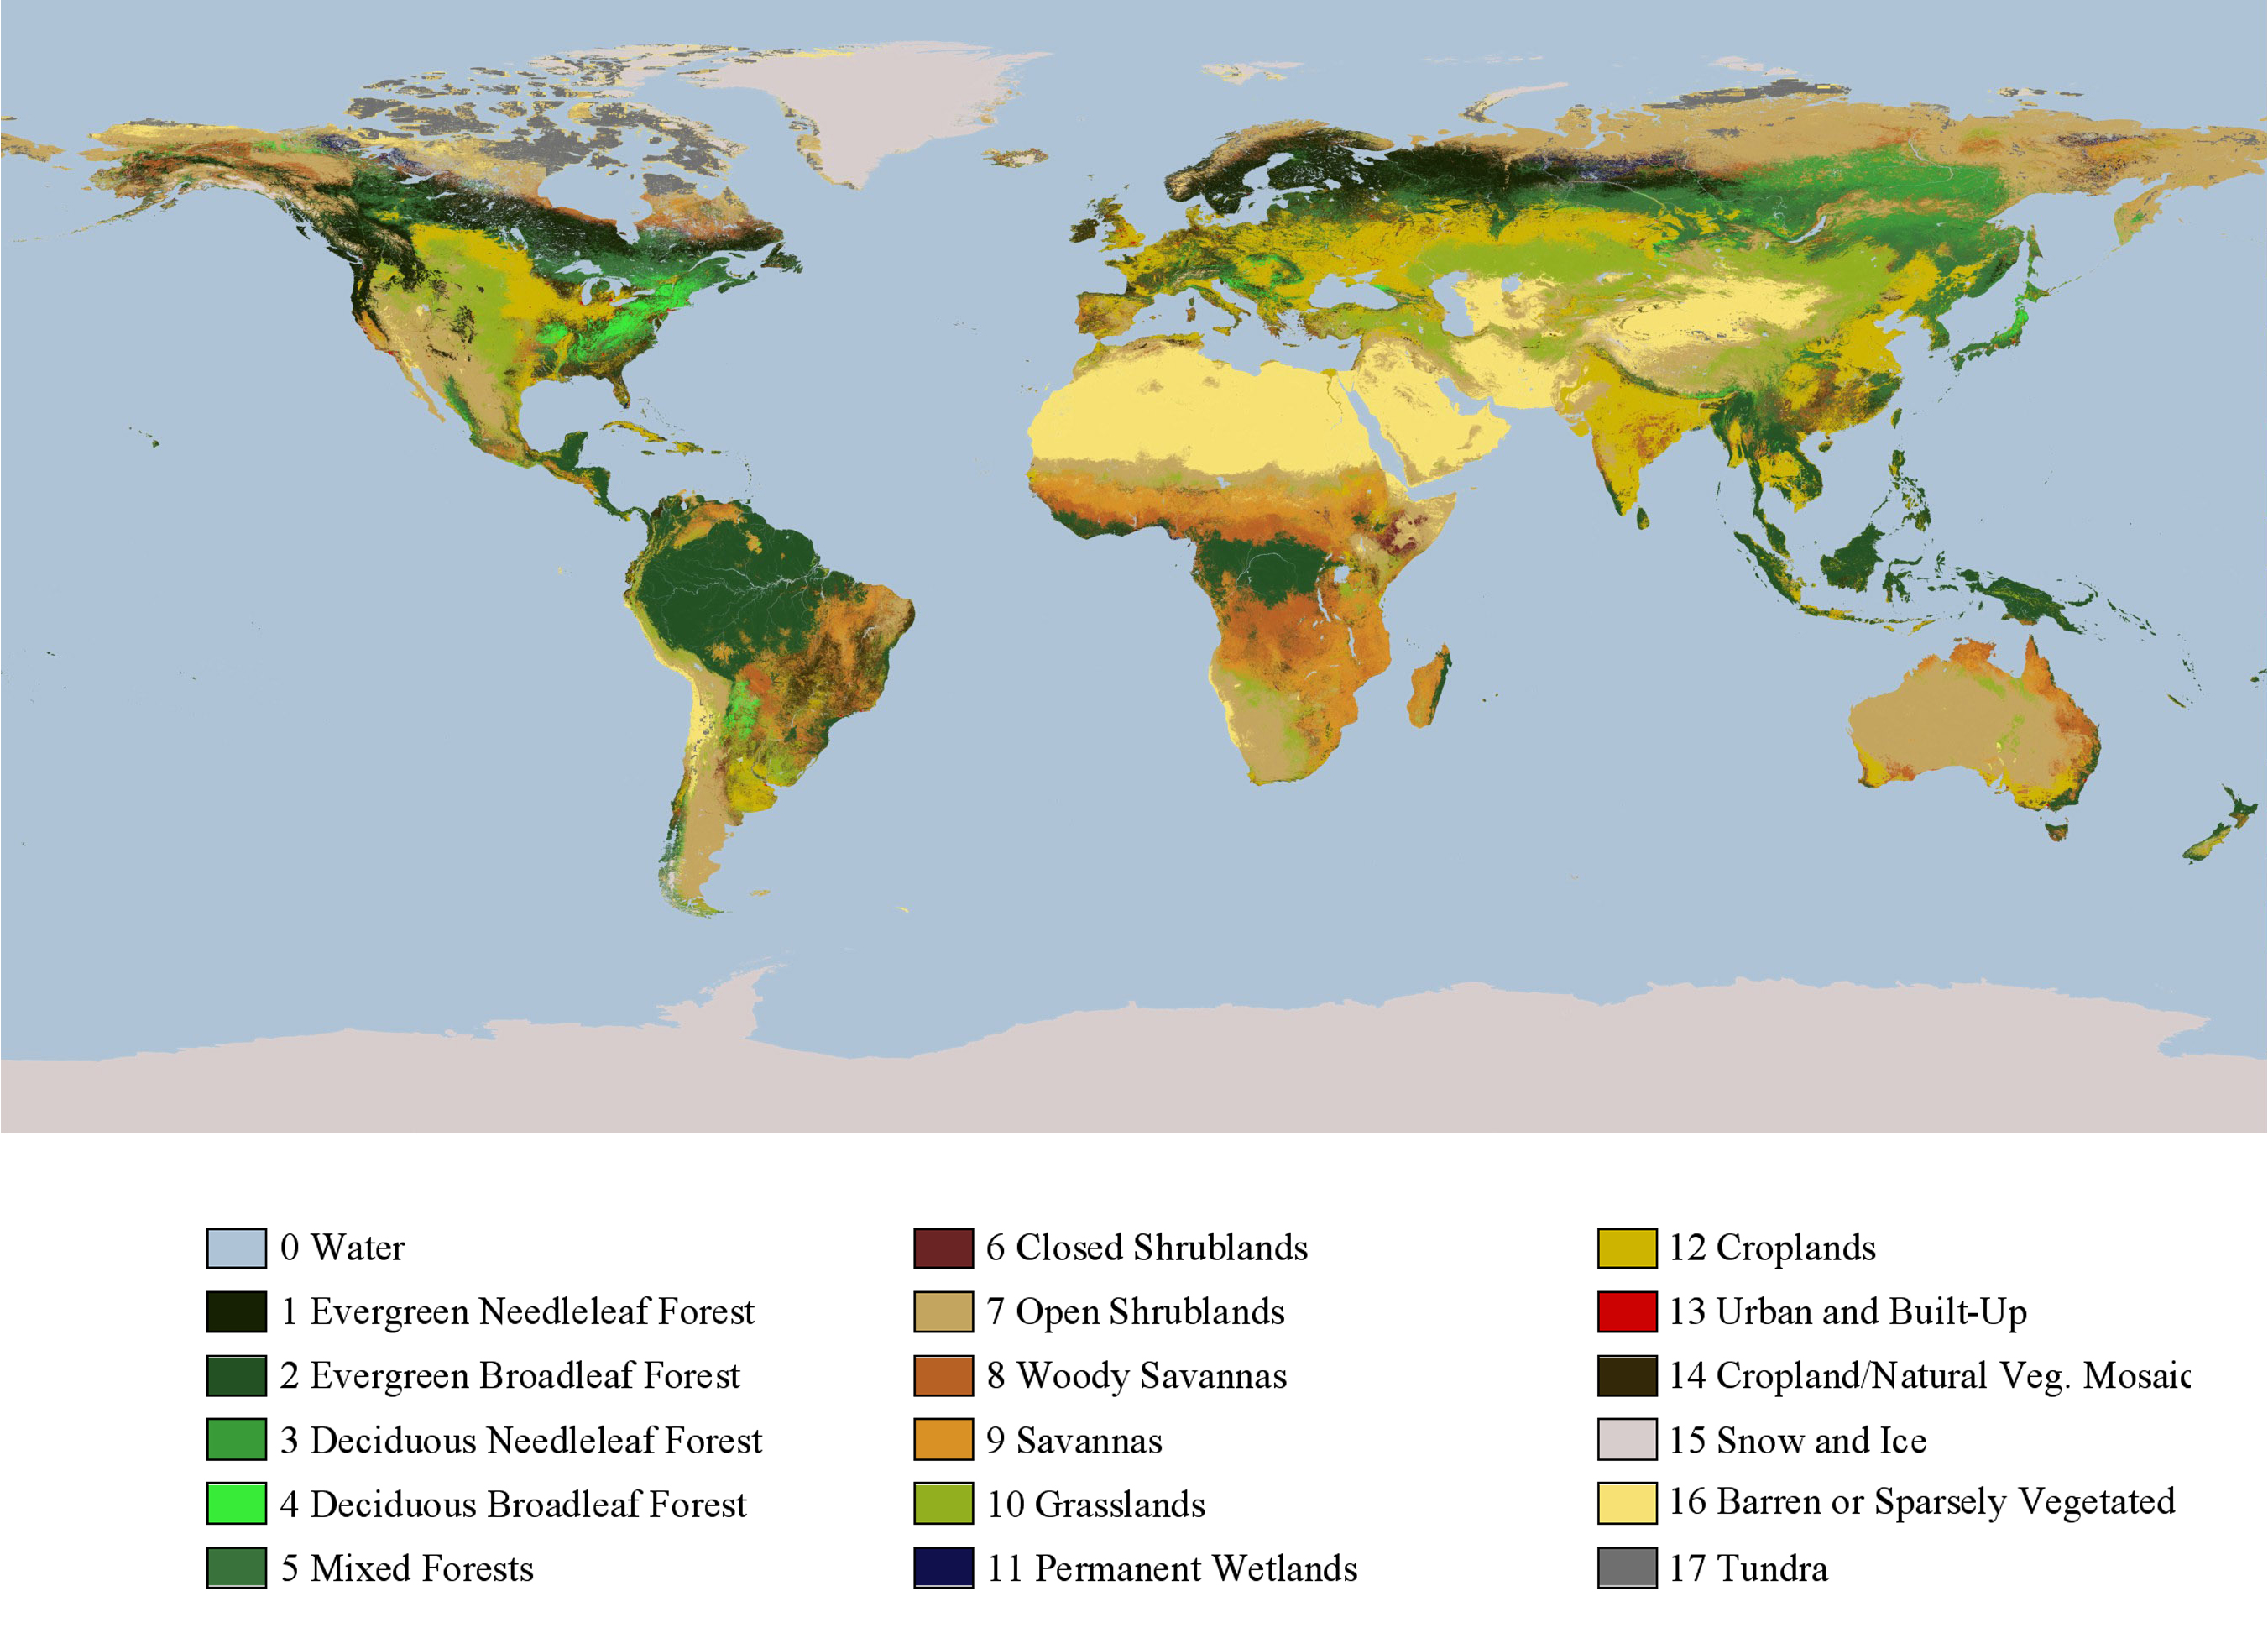 0 Water
1 Evergreen Needleleaf Forest
2 Evergreen Broadleaf Forest
3 Deciduous Needleleaf Forest
4 Deciduous Broadleaf Forest
5 Mixed Forests
6 Closed Shrublands
7 Open Shrublands
8 Woody Savannas
9 Savannas
10 Grasslands
11 Permanent Wetlands
12 Croplands
13 Urban and Built-Up
14 Cropland/Natural Veg. Mosaic
15 Snow and Ice
16 Barren or Sparsely Vegetated
17 Tundra